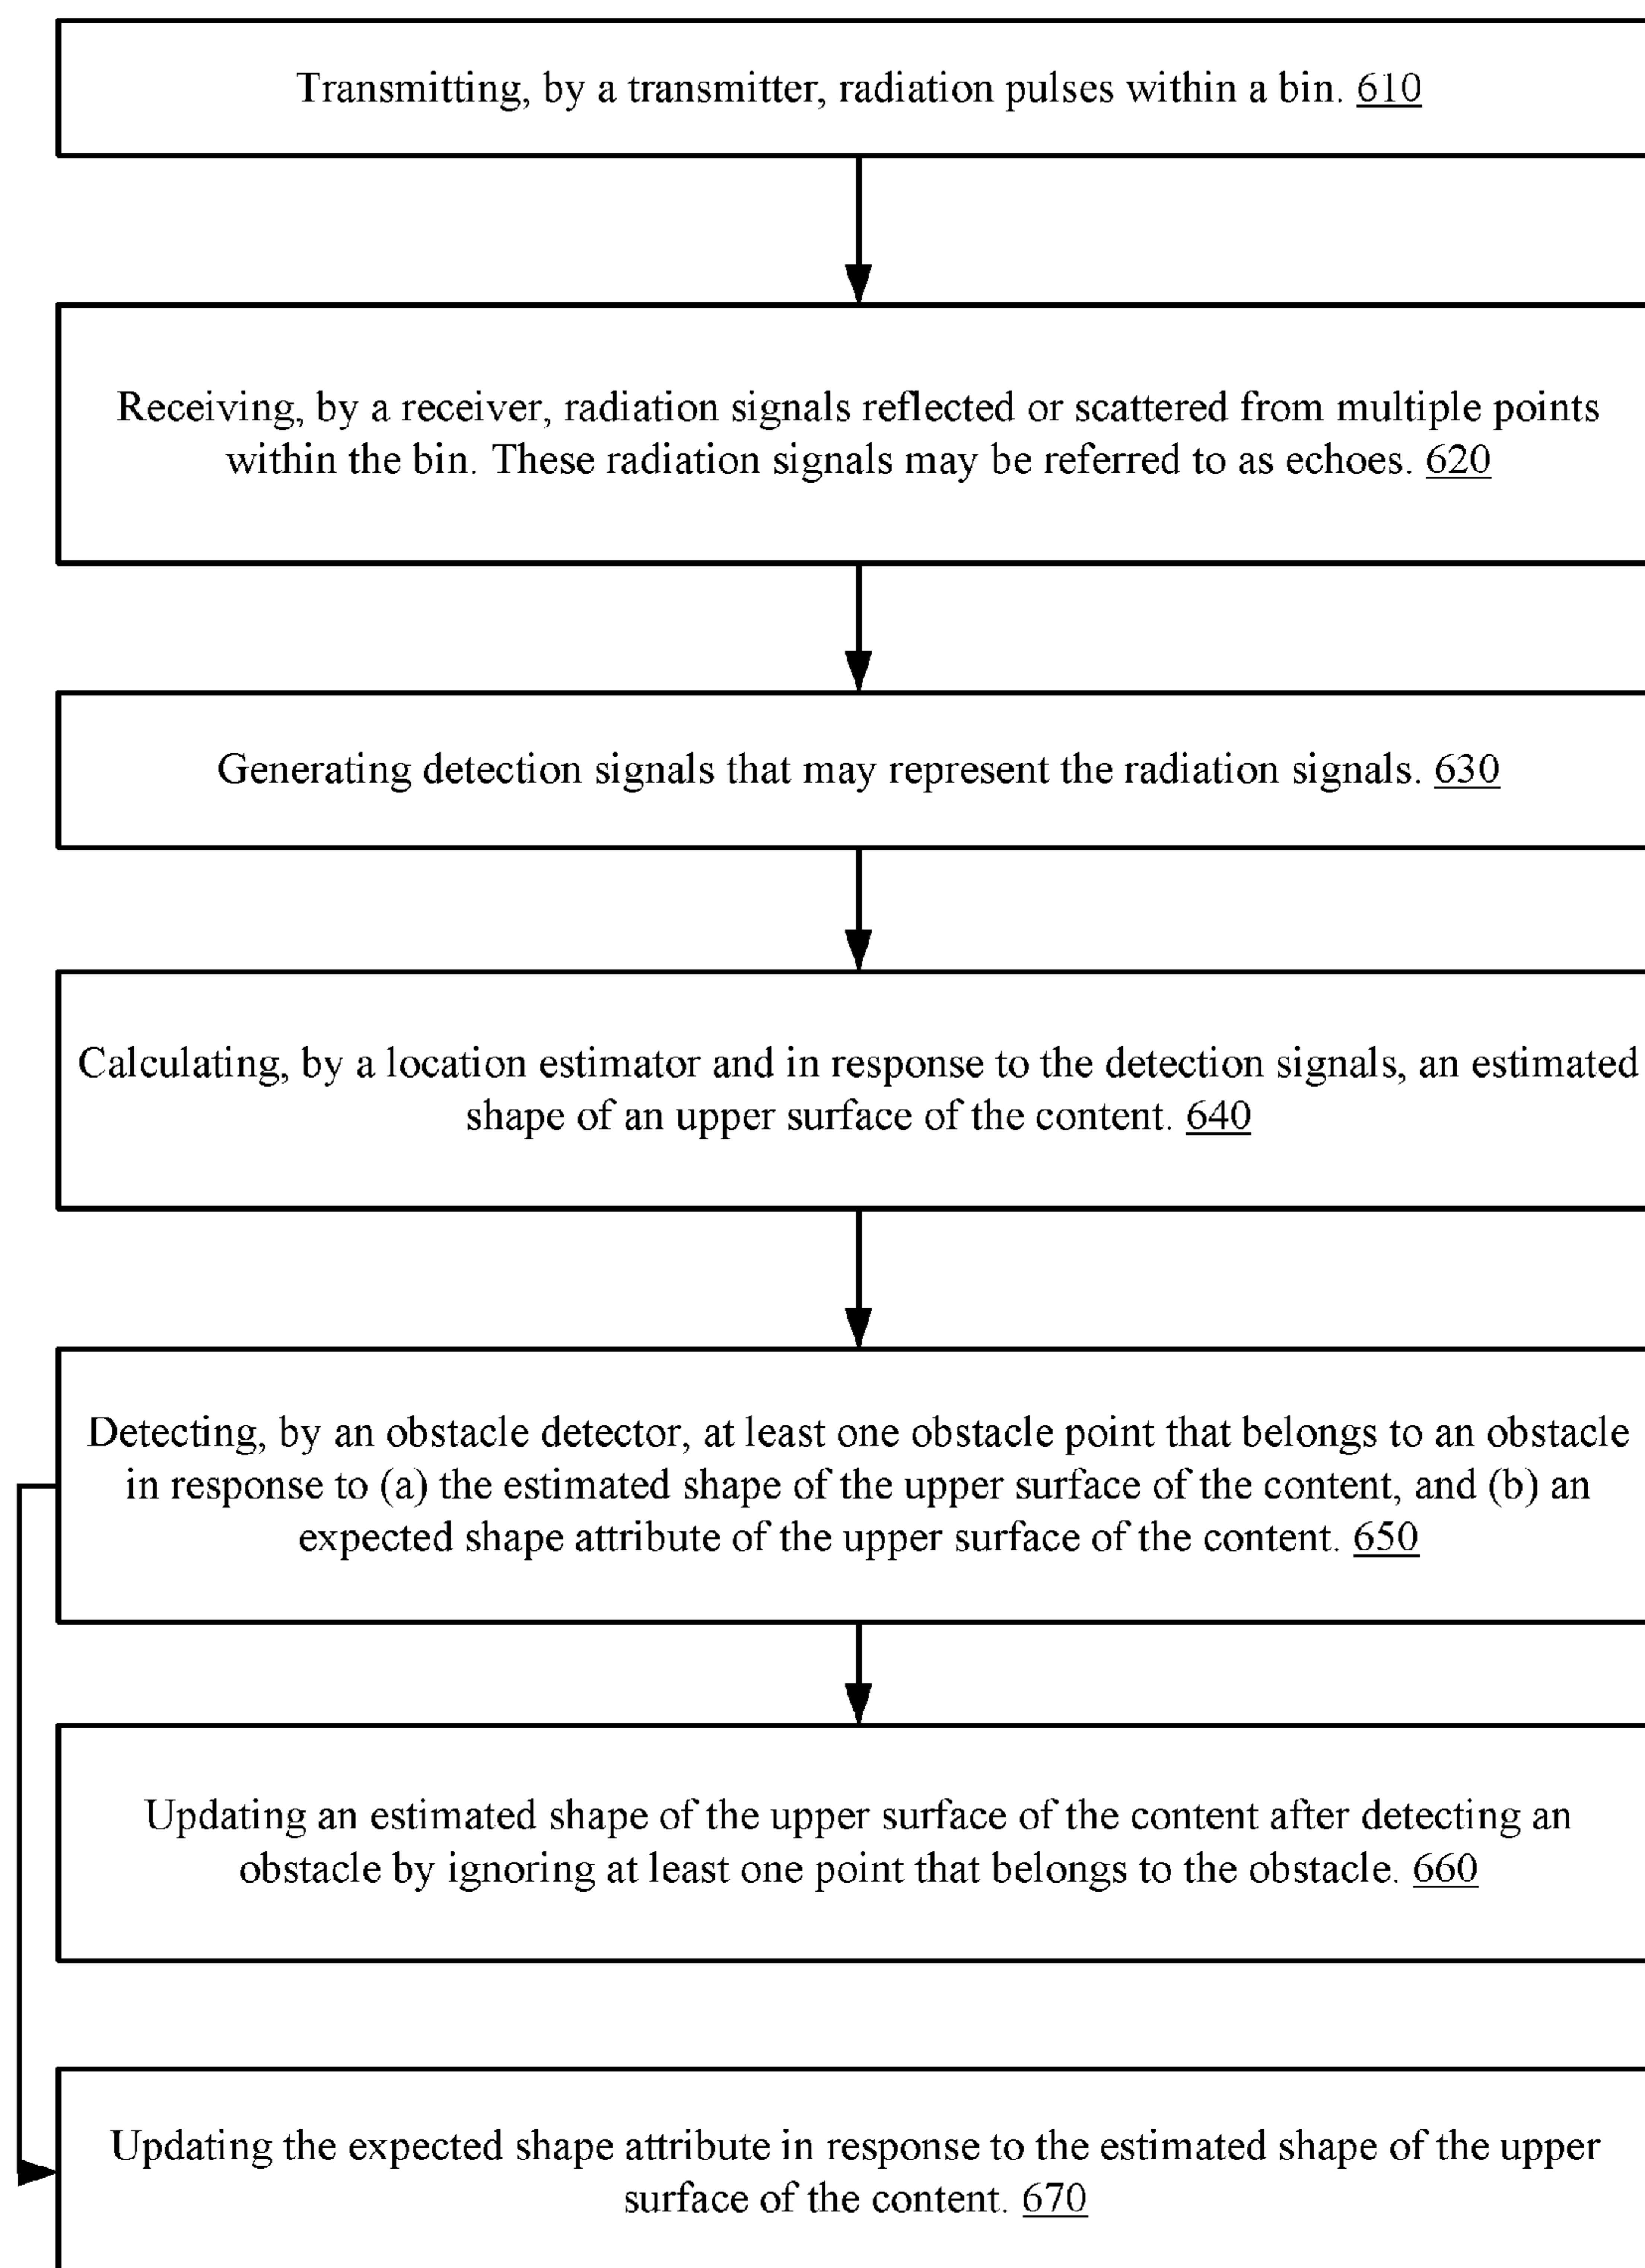 Transmitting, by a transmitter, radiation pulses within a bin. 610
Receiving, by a receiver, radiation signals reflected or scattered from multiple points
within the bin. These radiation signals may be referred to as echoes. 620
Generating detection signals that may represent the radiation signals. 630
Calculating, by a location estimator and in response to the detection signals, an estimated
shape of an upper surface of the content. 640
Detecting, by an obstacle detector, at least one obstacle point that belongs to an obstacle
in response to (a) the estimated shape of the upper surface of the content, and (b) an
expected shape attribute of the upper surface of the content. 650
Updating an estimated shape of the upper surface of the content after detecting an
obstacle by ignoring at least one point that belongs to the obstacle. 660
Updating the expected shape attribute in response to the estimated shape of the upper
surface of the content. 670